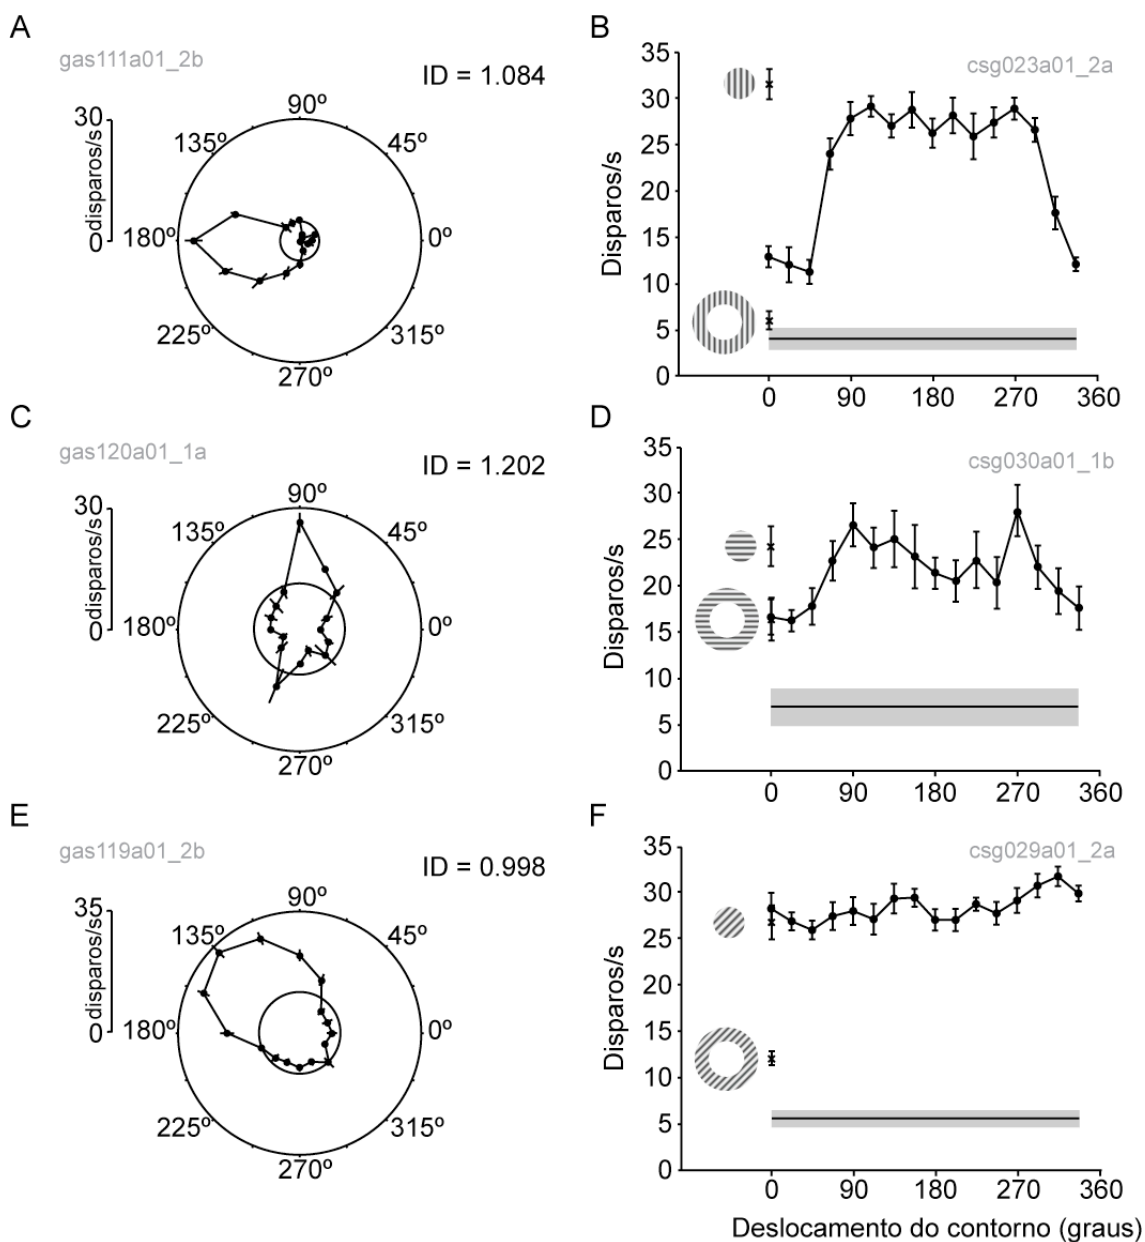 A
gas111a01_2b
ID = 1.084
30
disparos/s
0
90º
135º
45º
180º
0º
225º
315º
270º
B
csg023a01_2a
35
30
25
20
15
10
5
0
Disparos/s
0 90 180 270 360
C
gas120a01_1a
ID = 1.202
30
disparos/s
0
90º
135º
45º
180º
0º
225º
315º
270º
D
csg030a01_1b
35
30
25
20
15
10
5
0
Disparos/s
0 90 180 270 360
E
gas119a01_2b
ID = 0.998
35
disparos/s
0
90º
135º
45º
180º
0º
225º
315º
270º
F
csg029a01_2a
35
30
25
20
15
10
5
0
Disparos/s
0 90 180 270 360
Deslocamento do contorno (graus)